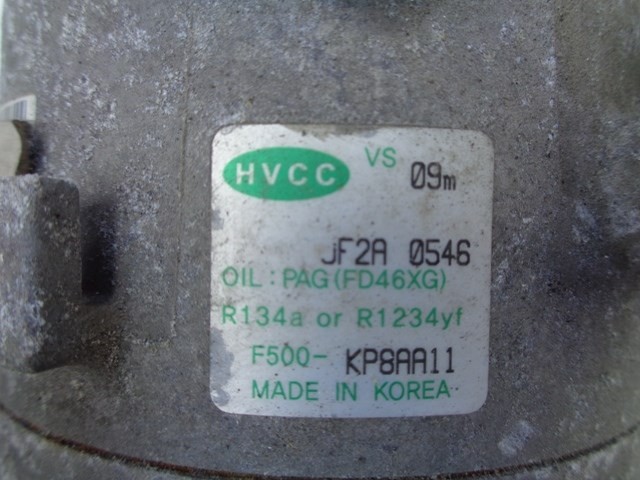 HVCC VS 09m
JF2A 0546
OIL : PAG(FD46XG)
R134a or R1234yf
F500- KP8AA11
MADE IN KOREA